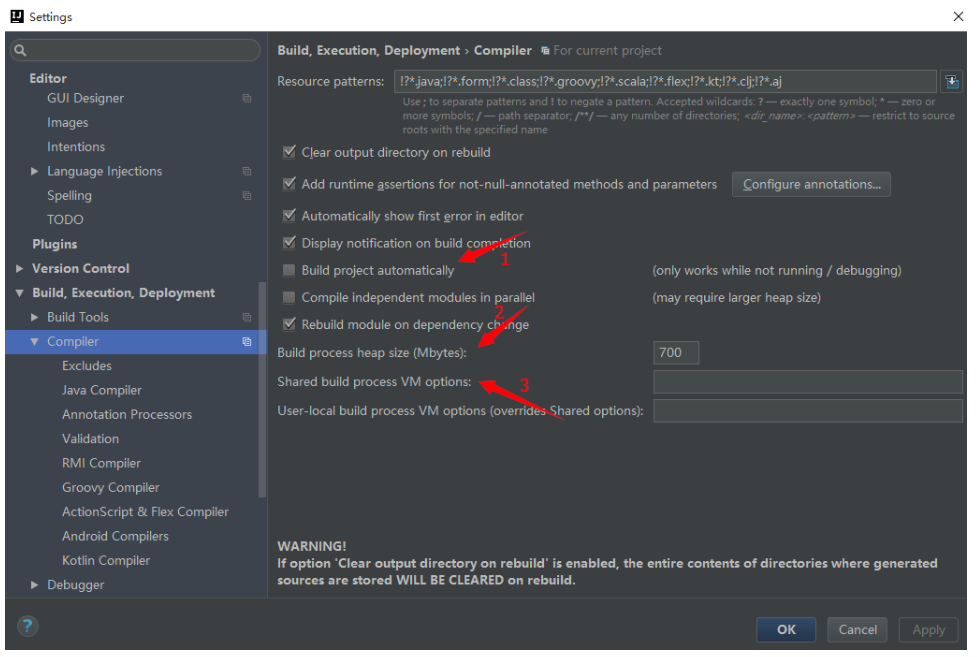 Settings
Editor
GUI Designer
Images
Intentions
Language Injections
Spelling
TODO
Plugins
Version Control
Build, Execution, Deployment
Build Tools
Compiler
Excludes
Java Compiler
Annotation Processors
Validation
RMI Compiler
Groovy Compiler
ActionScript & Flex Compiler
Android Compilers
Kotlin Compiler
Debugger
Build, Execution, Deployment › Compiler For current project
Resource patterns: !?*.java;!?*.form;!?*.class;!?*.groovy;!?*.scala;!?*.flex;!?*.kt;!?*.clj;!?*.aj
Use ; to separate patterns and ! to negate a pattern. Accepted wildcards: ? — exactly one symbol; * — zero or
more symbols; / — path separator; /**/ — any number of directories; <dir_name>:<pattern> — restrict to source
roots with the specified name
Clear output directory on rebuild
Add runtime assertions for not-null-annotated methods and parameters Configure annotations...
Automatically show first error in editor
Display notification on build completion
1
Build project automatically (only works while not running / debugging)
Compile independent modules in parallel (may require larger heap size)
2
Rebuild module on dependency change
Build process heap size (Mbytes): 700
Shared build process VM options:
3
User-local build process VM options (overrides Shared options):
WARNING!
If option 'Clear output directory on rebuild' is enabled, the entire contents of directories where generated
sources are stored WILL BE CLEARED on rebuild.
? OK Cancel Apply